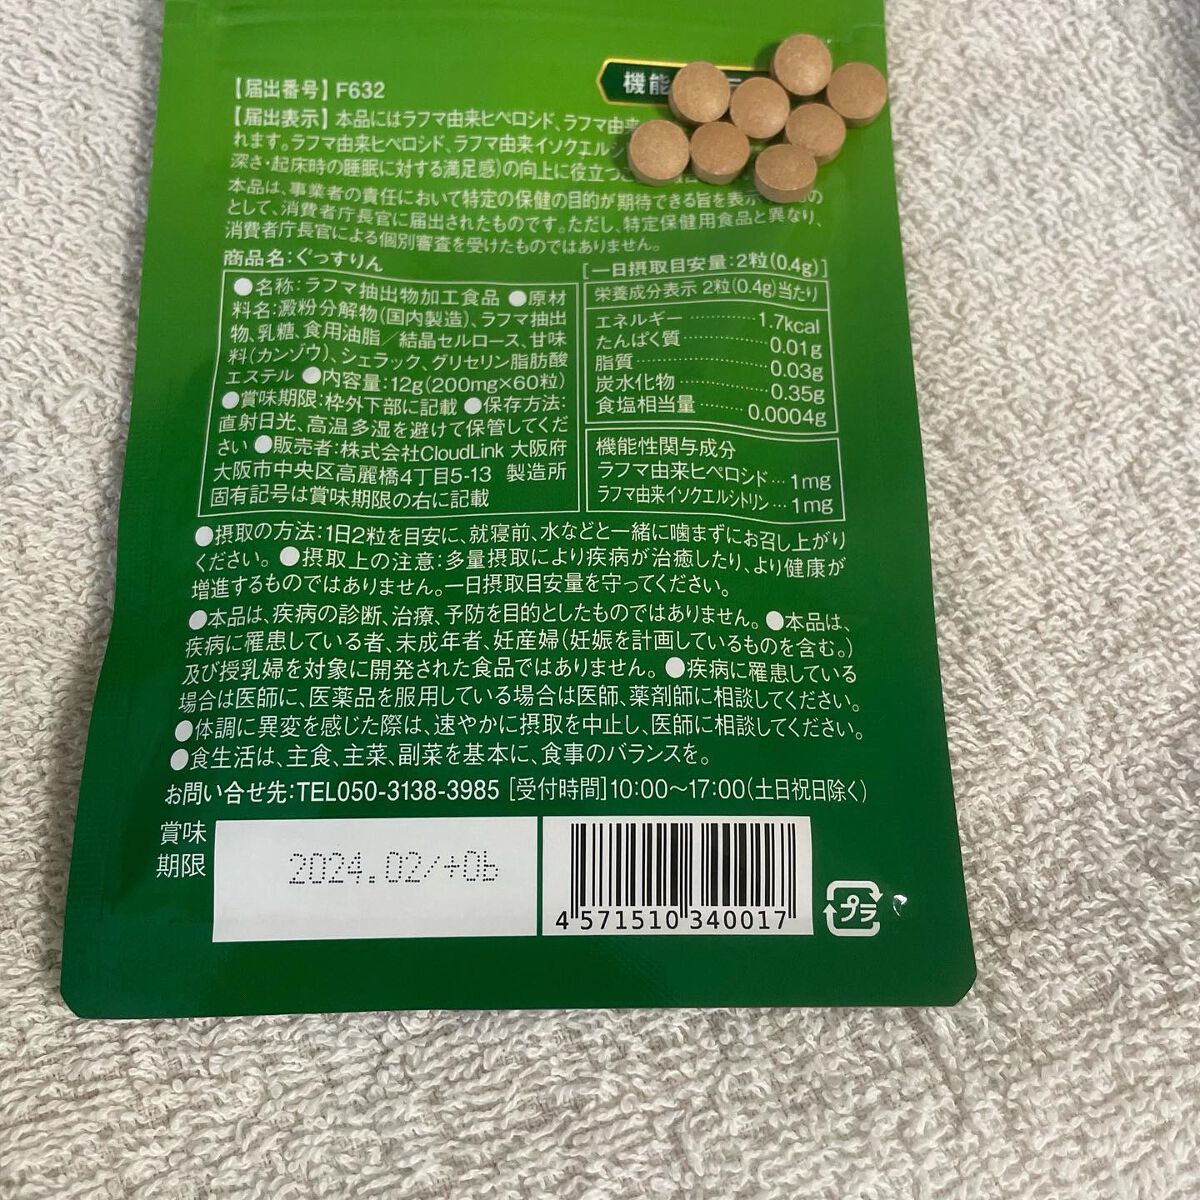 【届出番号】F632
機能
【届出表示】本品にはラフマ由来ヒペロシド、ラフマ由来
れます。ラフマ由来ヒペロシド、ラフマ由来イソクエルシ
深さ・起床時の睡眠に対する満足感)の向上に役立つ
本品は、事業者の責任において特定の保健の目的が期待できる旨を表示
として、消費者庁長官に届出されたものです。ただし、特定保健用食品と異なり、
消費者庁長官による個別審査を受けたものではありません。
商品名:ぐっすりん
●名称:ラフマ抽出物加工食品 ●原材
料名:澱粉分解物(国内製造)、ラフマ抽出
物、乳糖、食用油脂/結晶セルロース、甘味
料(カンゾウ)、シェラック、グリセリン脂肪酸
エステル ●内容量:12g(200mg×60粒)
●賞味期限:枠外下部に記載 ●保存方法:
直射日光、高温多湿を避けて保管してくだ
さい ●販売者:株式会社CloudLink 大阪府
大阪市中央区高麗橋4丁目5-13 製造所
固有記号は賞味期限の右に記載
[一日摂取目安量:2粒(0.4g)]
栄養成分表示 2粒(0.4g)当たり
エネルギー…………1.7kcal
たんぱく質…………0.01g
脂質…………0.03g
炭水化物…………0.35g
食塩相当量………0.0004g
機能性関与成分
ラフマ由来ヒペロシド…1mg
ラフマ由来イソクエルシトリン…1mg
●摂取の方法:1日2粒を目安に、就寝前、水などと一緒に噛まずにお召し上がり
ください。●摂取上の注意:多量摂取により疾病が治癒したり、より健康が
増進するものではありません。一日摂取目安量を守ってください。
●本品は、疾病の診断、治療、予防を目的としたものではありません。●本品は、
疾病に罹患している者、未成年者、妊産婦(妊娠を計画しているものを含む。)
及び授乳婦を対象に開発された食品ではありません。●疾病に罹患している
場合は医師に、医薬品を服用している場合は医師、薬剤師に相談してください。
●体調に異変を感じた際は、速やかに摂取を中止し、医師に相談してください。
●食生活は、主食、主菜、副菜を基本に、食事のバランスを。
お問い合せ先:TEL050-3138-3985 [受付時間]10:00〜17:00(土日祝日除く)
賞味
期限
2024.02/+0b
4 571510 340017
プラ